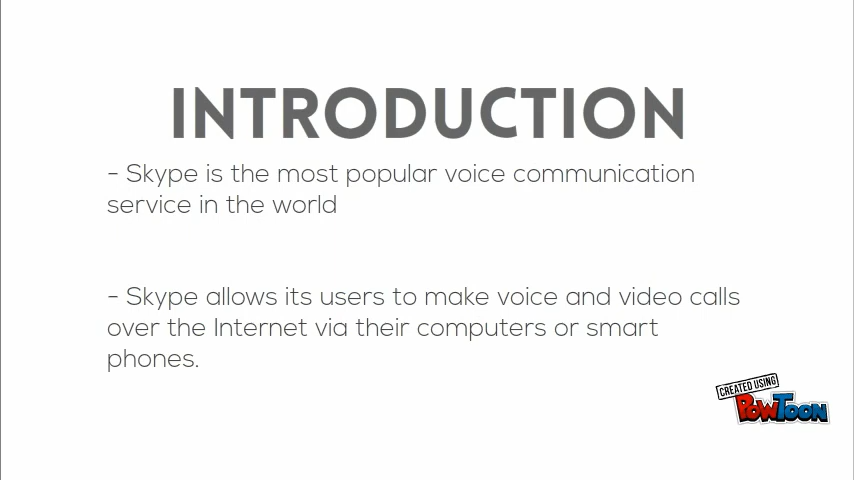 INTRODUCTION
- Skype is the most popular voice communication
service in the world
- Skype allows its users to make voice and video calls
over the Internet via their computers or smart
phones.
CREATED USING
POWTOON